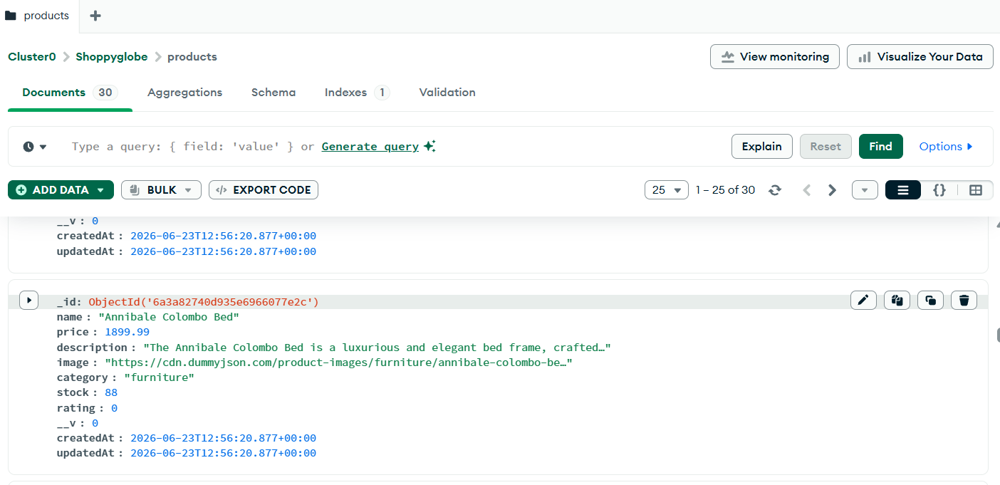 products
Cluster0 Shoppyglobe products
View monitoring Visualize Your Data
Documents 30 Aggregations Schema Indexes 1 Validation
Type a query: { field: 'value' } or Generate query
Explain Reset Find Options
ADD DATA BULK EXPORT CODE
25 1 – 25 of 30
__v : 0
createdAt : 2026-06-23T12:56:20.877+00:00
updatedAt : 2026-06-23T12:56:20.877+00:00
_id: ObjectId('6a3a82740d935e6966077e2c')
name : "Annibale Colombo Bed"
price : 1899.99
description : "The Annibale Colombo Bed is a luxurious and elegant bed frame, crafted…"
image : "https://cdn.dummyjson.com/product-images/furniture/annibale-colombo-be…"
category : "furniture"
stock : 88
rating : 0
__v : 0
createdAt : 2026-06-23T12:56:20.877+00:00
updatedAt : 2026-06-23T12:56:20.877+00:00